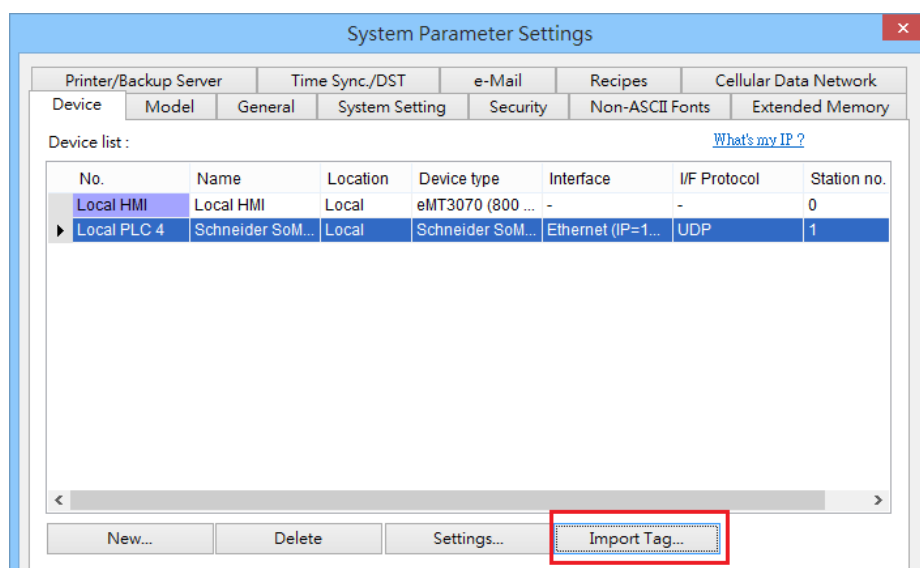 System Parameter Settings
Printer/Backup Server Time Sync./DST e-Mail Recipes Cellular Data Network
Device Model General System Setting Security Non-ASCII Fonts Extended Memory
Device list : What's my IP ?
No. Name Location Device type Interface I/F Protocol Station no.
Local HMI Local HMI Local eMT3070 (800 ... - - 0
Local PLC 4 Schneider SoM... Local Schneider SoM... Ethernet (IP=1... UDP 1
New... Delete Settings... Import Tag...